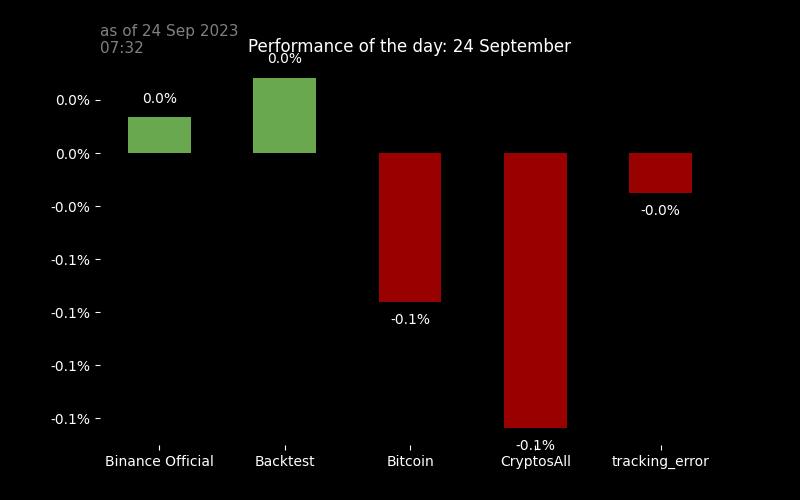 as of 24 Sep 2023
07:32
Performance of the day: 24 September
0.0%
0.0%
0.0%
0.0%
-0.0%
-0.0%
-0.1%
-0.1%
-0.1%
-0.1%
-0.1%
-0.1%
Binance Official
Backtest
Bitcoin
CryptosAll
tracking_error